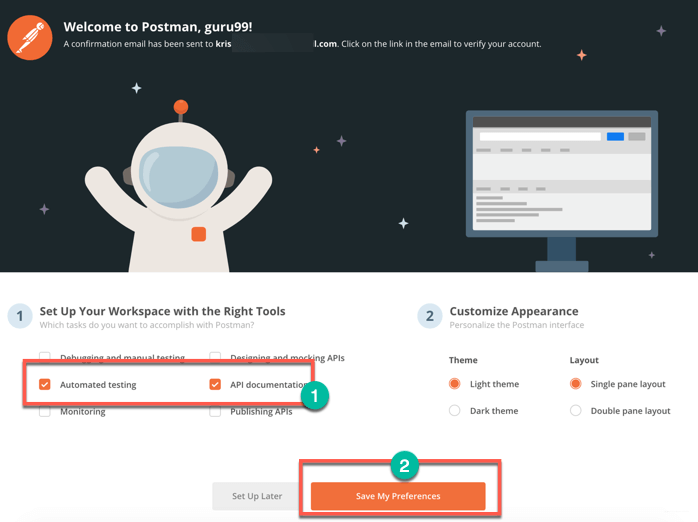 Welcome to Postman, guru99!
A confirmation email has been sent to kris l.com. Click on the link in the email to verify your account.
1 Set Up Your Workspace with the Right Tools
Which tasks do you want to accomplish with Postman?
Debugging and manual testing Designing and mocking APIs
Automated testing API documentation
1
Monitoring Publishing APIs
2 Customize Appearance
Personalize the Postman interface
Theme Layout
Light theme Single pane layout
Dark theme Double pane layout
2
Set Up Later Save My Preferences